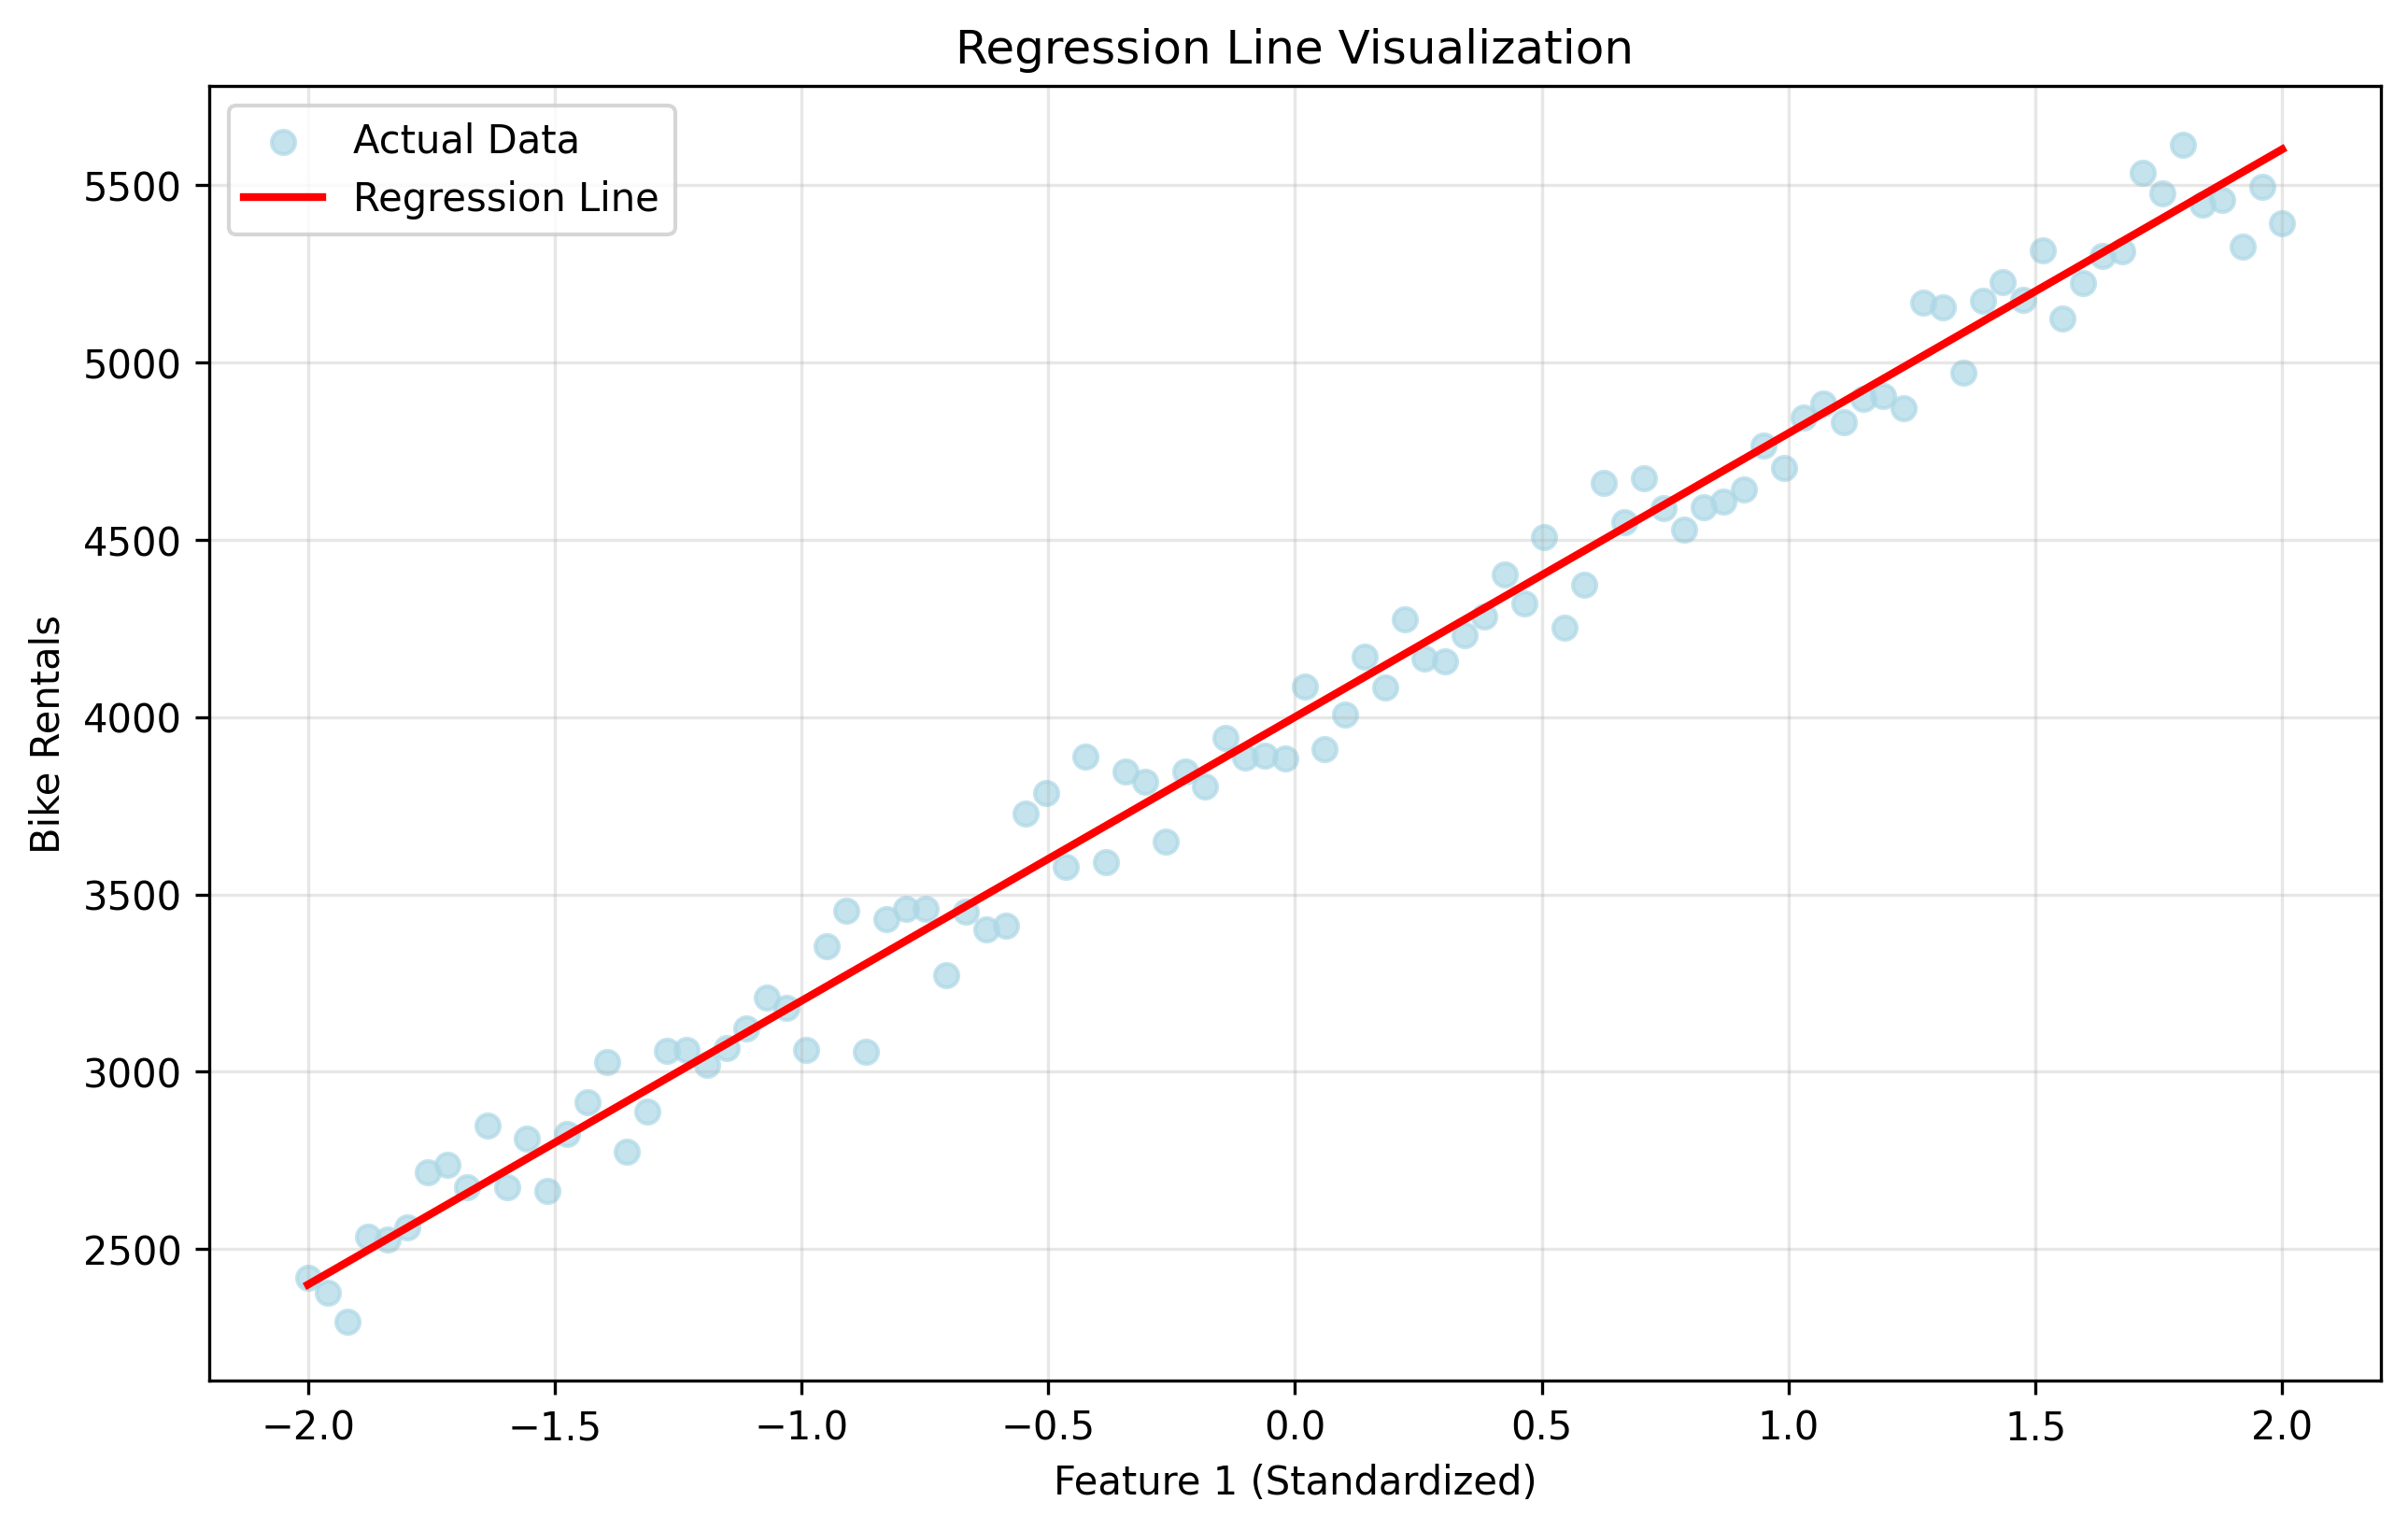 Regression Line Visualization
Actual Data
Regression Line
5500
5000
4500
4000
3500
3000
2500
Bike Rentals
−2.0 −1.5 −1.0 −0.5 0.0 0.5 1.0 1.5 2.0
Feature 1 (Standardized)